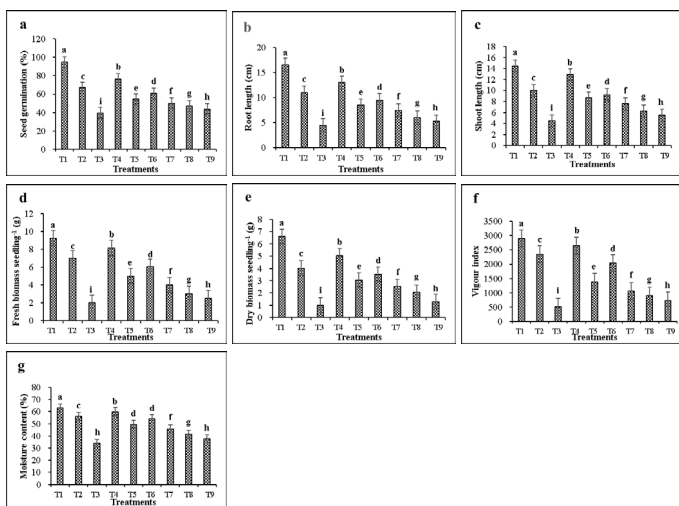 a
Seed germination (%)
120
100
80
60
40
20
0
a
c
i
b
e
d
f
g
h
T1 T2 T3 T4 T5 T6 T7 T8 T9
Treatments
b
Root length (cm)
20
15
10
5
0
a
c
i
b
e
d
f
g
h
T1 T2 T3 T4 T5 T6 T7 T8 T9
Treatments
c
Shoot length (cm)
18
16
14
12
10
8
6
4
2
0
a
c
i
b
e
d
f
g
h
T1 T2 T3 T4 T5 T6 T7 T8 T9
Treatments
d
Fresh biomass seedling-1 (g)
12
10
8
6
4
2
0
a
c
i
b
e
d
f
g
h
T1 T2 T3 T4 T5 T6 T7 T8 T9
Treatments
e
Dry biomass seedling-1 (g)
8
7
6
5
4
3
2
1
0
a
c
i
b
e
d
f
g
h
T1 T2 T3 T4 T5 T6 T7 T8 T9
Treatments
f
Vigour index
3500
3000
2500
2000
1500
1000
500
0
a
c
i
b
e
d
f
g
h
T1 T2 T3 T4 T5 T6 T7 T8 T9
Treatments
g
Moisture content (%)
80
70
60
50
40
30
20
10
0
a
c
h
b
d
d
f
g
h
T1 T2 T3 T4 T5 T6 T7 T8 T9
Treatments